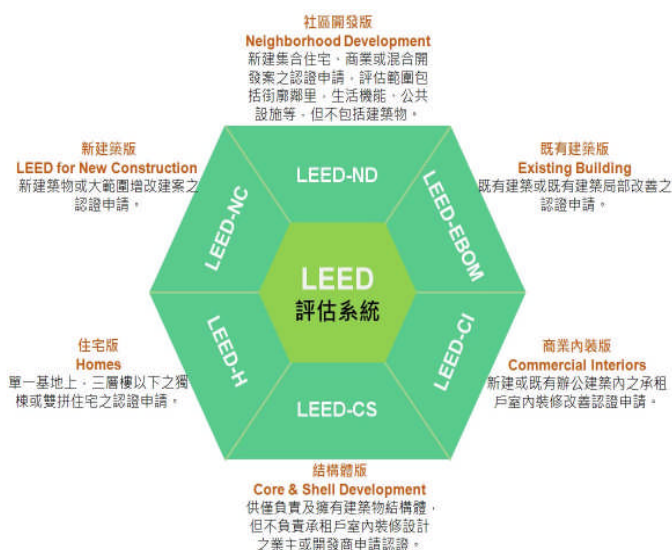 社區開發版
Neighborhood Development
新建集合住宅、商業或混合開
發案之認證申請，評估範圍包
括街廓鄰里，生活機能、公共
設施等，但不包括建築物。
新建築版
LEED for New Construction
新建築物或大範圍增改建案之
認證申請。
既有建築版
Existing Building
既有建築或既有建築局部改善之
認證申請。
LEED-ND
LEED-NC
LEED-EBOM
LEED
評估系統
LEED-H
LEED-CI
LEED-CS
住宅版
Homes
單一基地上，三層樓以下之獨
棟或雙拼住宅之認證申請。
商業內裝版
Commercial Interiors
新建或既有辦公建築內之承租
戶室內裝修改善認證申請。
結構體版
Core & Shell Development
供僅負責及擁有建築物結構體，
但不負責承租戶室內裝修設計
之業主或開發商申請認證。